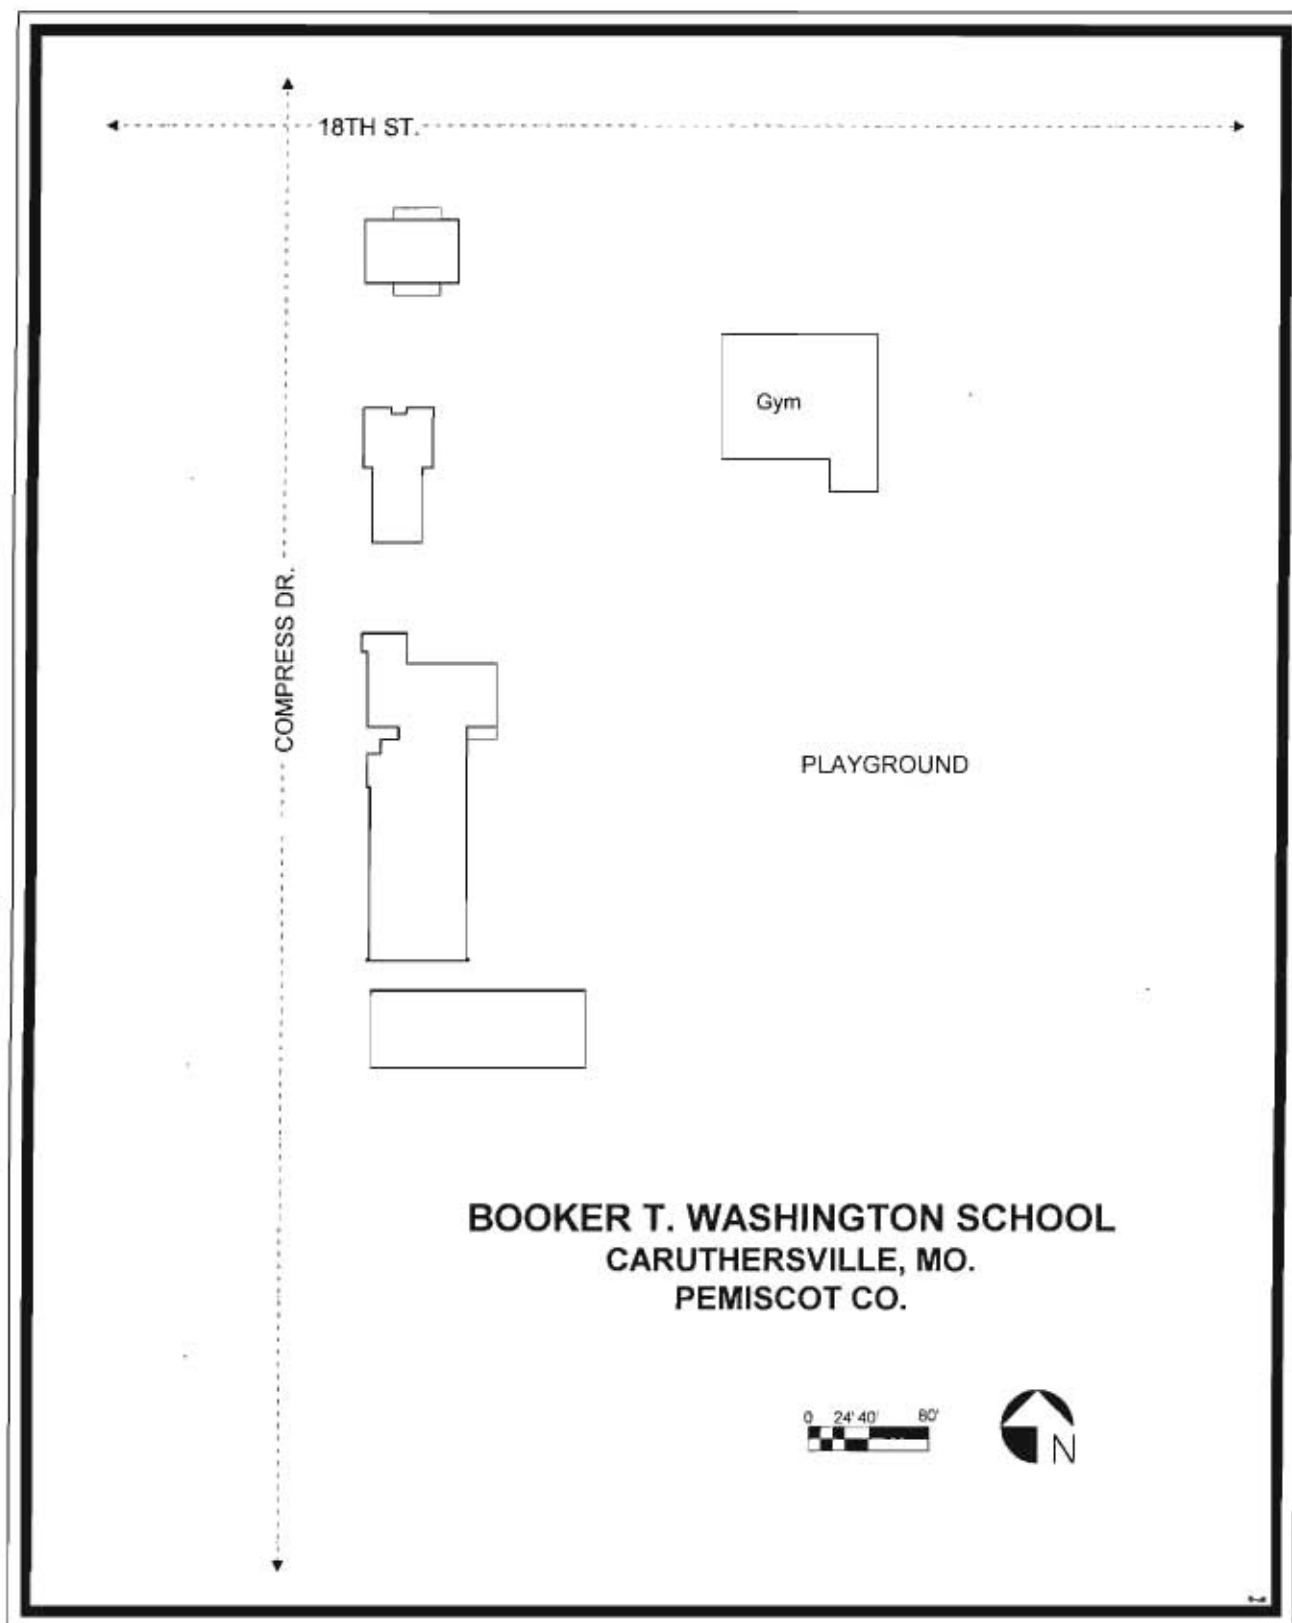 18TH ST.
Gym
COMPRESS DR.
PLAYGROUND
BOOKER T. WASHINGTON SCHOOL
CARUTHERSVILLE, MO.
PEMISCOT CO.
0 24' 40' 80'
N